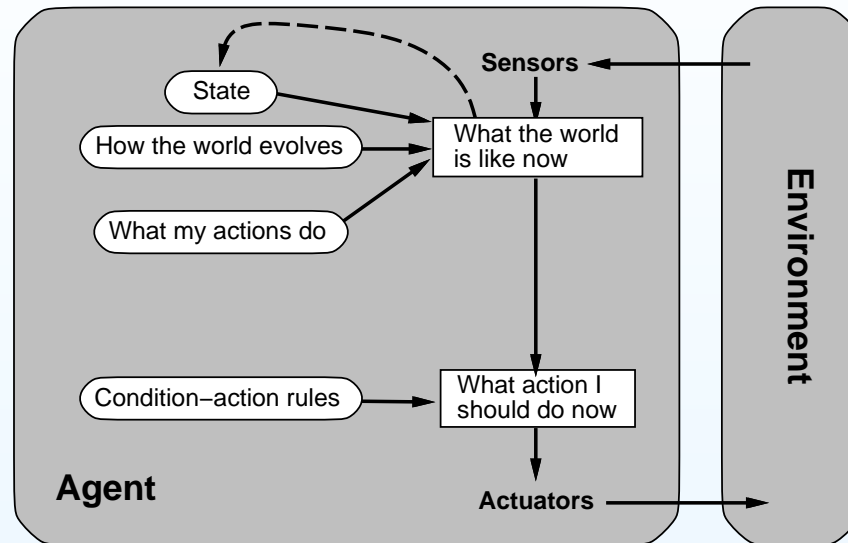 Sensors
State
What the world
is like now
How the world evolves
What my actions do
Condition−action rules
What action I
should do now
Agent
Actuators
Environment